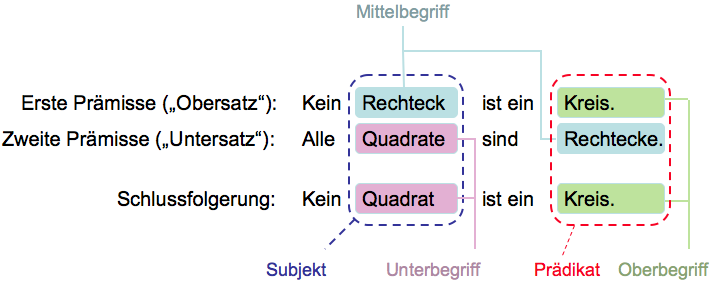 Mittelbegriff
Erste Prämisse („Obersatz“): Kein Rechteck ist ein Kreis.
Zweite Prämisse („Untersatz“): Alle Quadrate sind Rechtecke.
Schlussfolgerung: Kein Quadrat ist ein Kreis.
Subjekt Unterbegriff Prädikat Oberbegriff